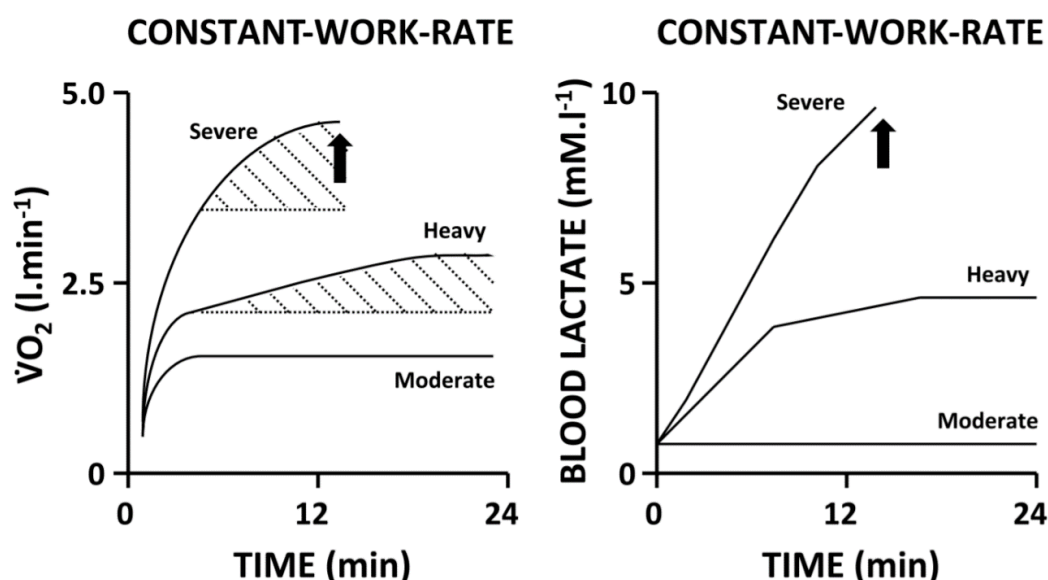 CONSTANT-WORK-RATE
5.0
2.5
0
V̇O₂ (l.min⁻¹)
Severe
Heavy
Moderate
0 12 24
TIME (min)
CONSTANT-WORK-RATE
10
5
0
BLOOD LACTATE (mM.l⁻¹)
Severe
Heavy
Moderate
0 12 24
TIME (min)